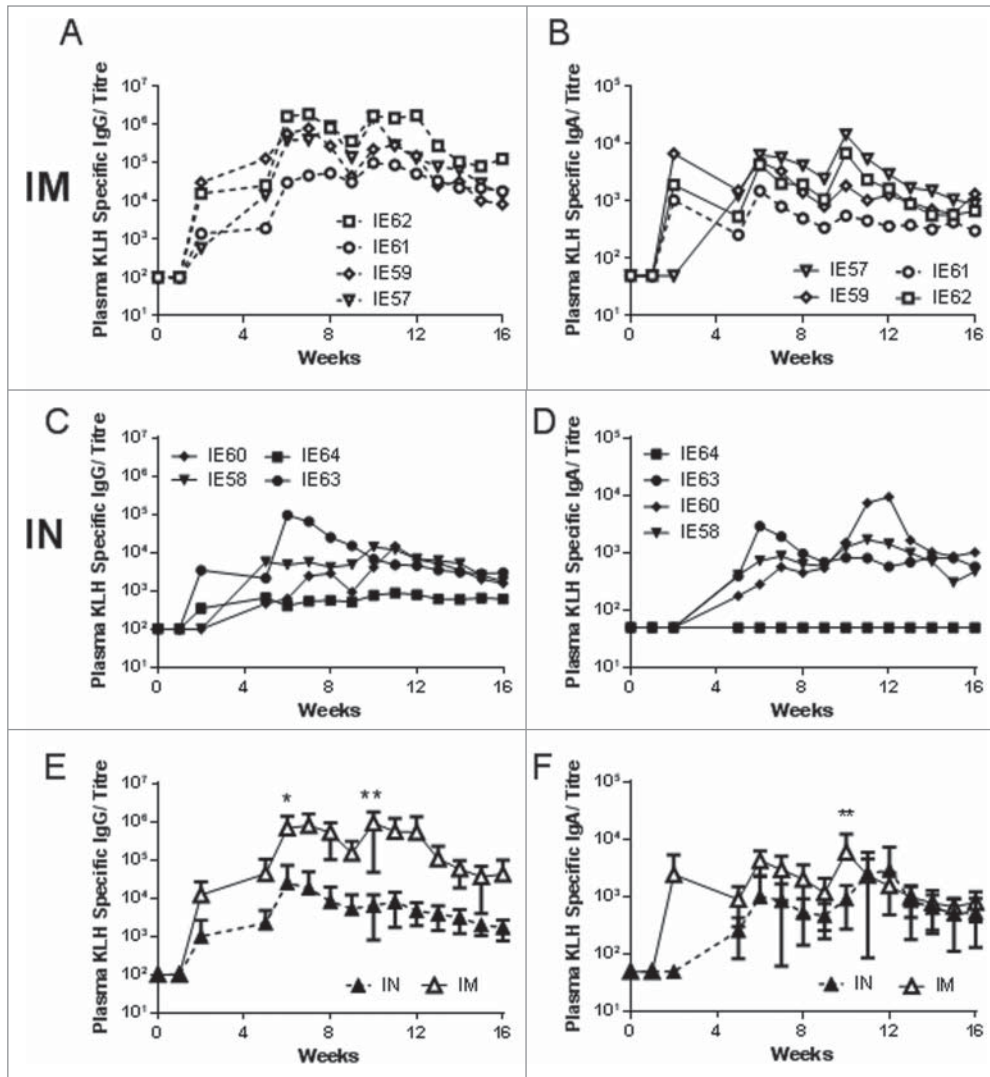 A
Plasma KLH Specific IgG/ Titre
10⁷
10⁶
10⁵
10⁴
10³
10²
10¹
IE62
IE61
IE59
IE57
0 4 8 12 16
Weeks
B
Plasma KLH Specific IgA/ Titre
10⁵
10⁴
10³
10²
10¹
IE57 IE61
IE59 IE62
0 4 8 12 16
Weeks
IM
C
Plasma KLH Specific IgG/ Titre
10⁷
10⁶
10⁵
10⁴
10³
10²
10¹
IE60 IE64
IE58 IE63
0 4 8 12 16
Weeks
D
Plasma KLH Specific IgA/ Titre
10⁵
10⁴
10³
10²
10¹
IE64
IE63
IE60
IE58
0 4 8 12 16
Weeks
IN
E
Plasma KLH Specific IgG/ Titre
10⁷
10⁶
10⁵
10⁴
10³
10²
10¹
* **
IN IM
0 4 8 12 16
Weeks
F
Plasma KLH Specific IgA/ Titre
10⁵
10⁴
10³
10²
10¹
**
IN IM
0 4 8 12 16
Weeks